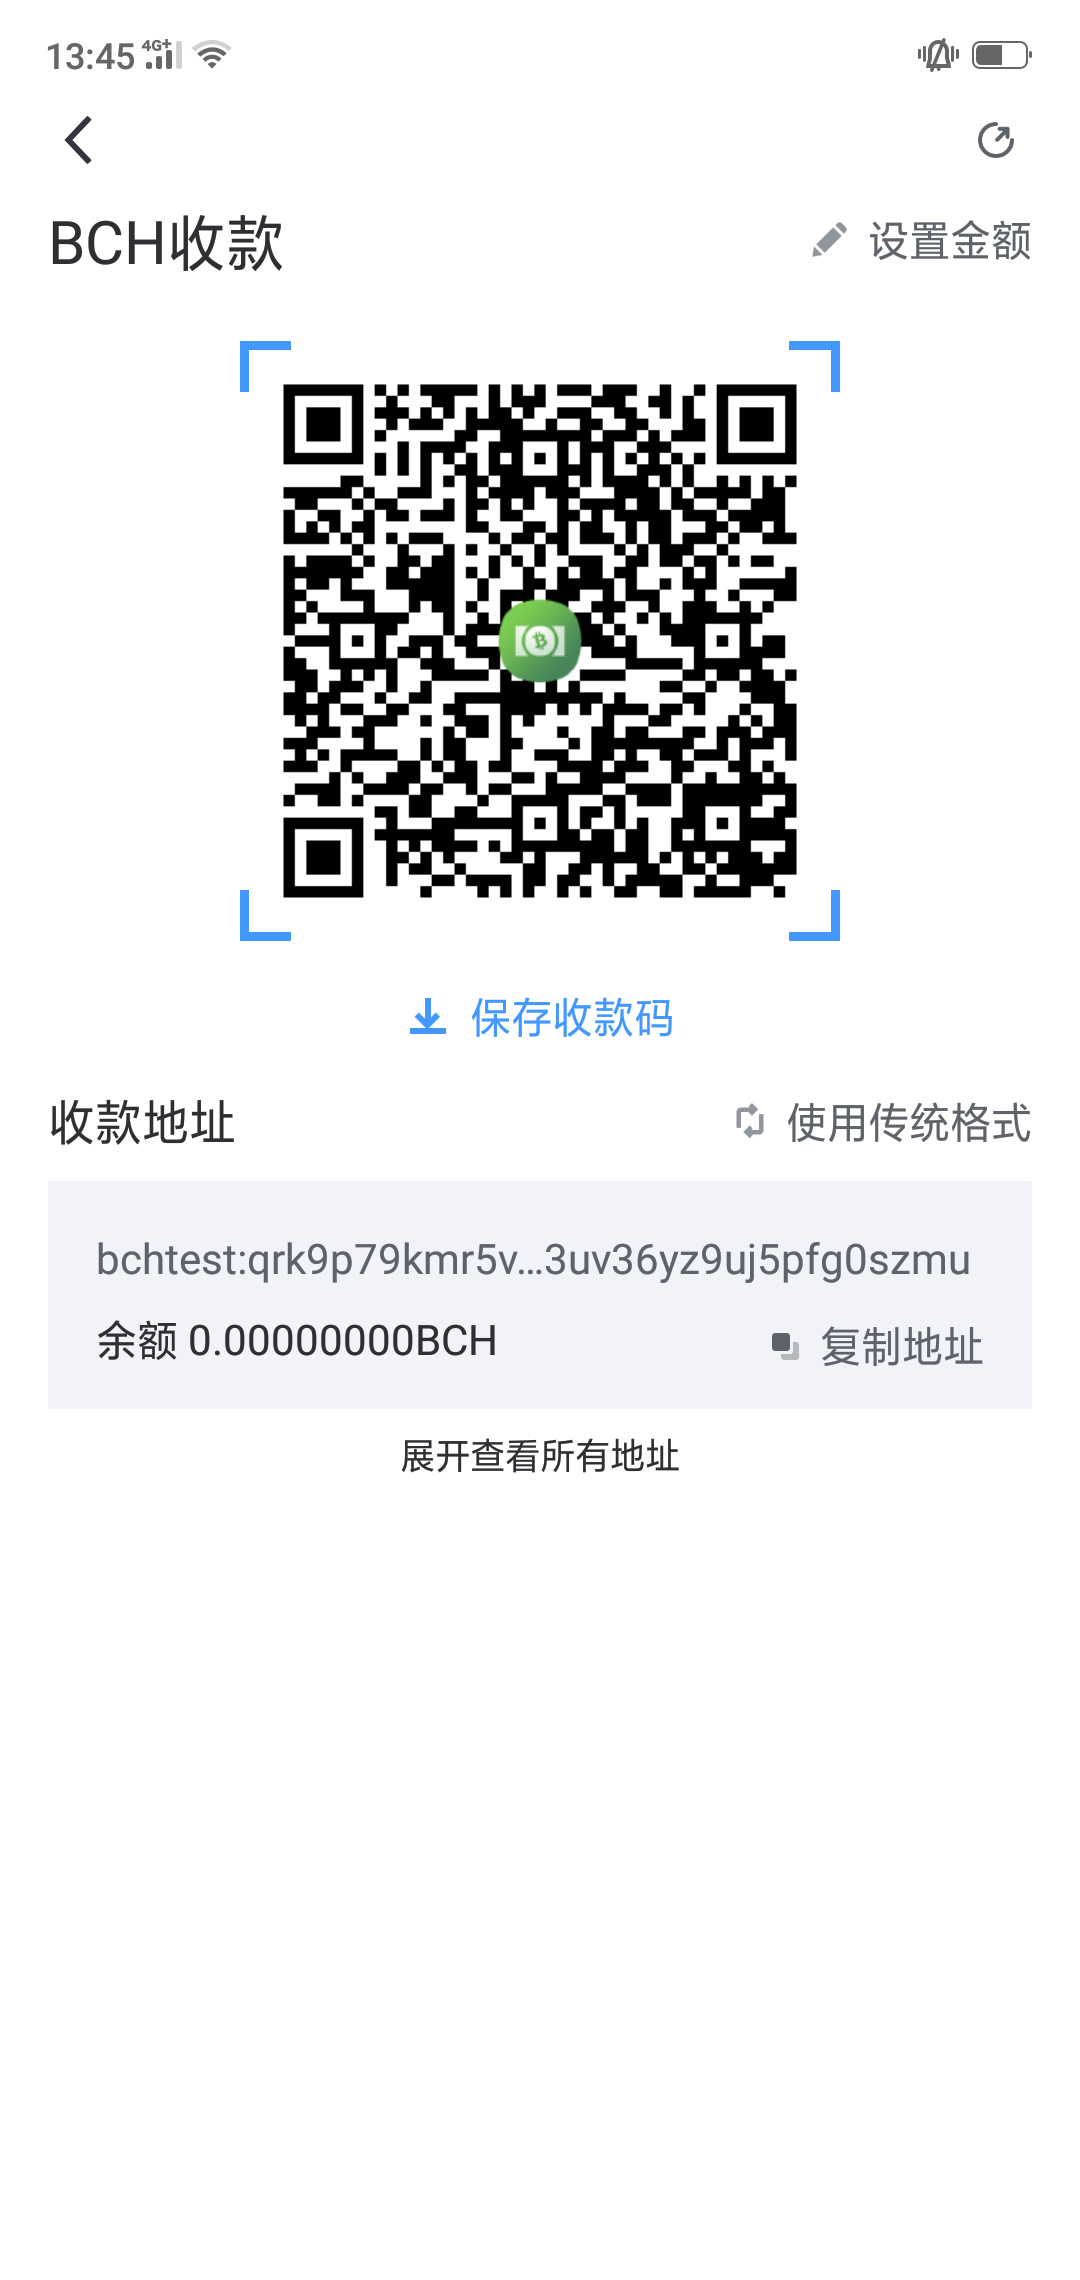 13:45 4G+
BCH收款
设置金额
保存收款码
收款地址
使用传统格式
bchtest:qrk9p79kmr5v...3uv36yz9uj5pfg0szmu
余额 0.00000000BCH
复制地址
展开查看所有地址